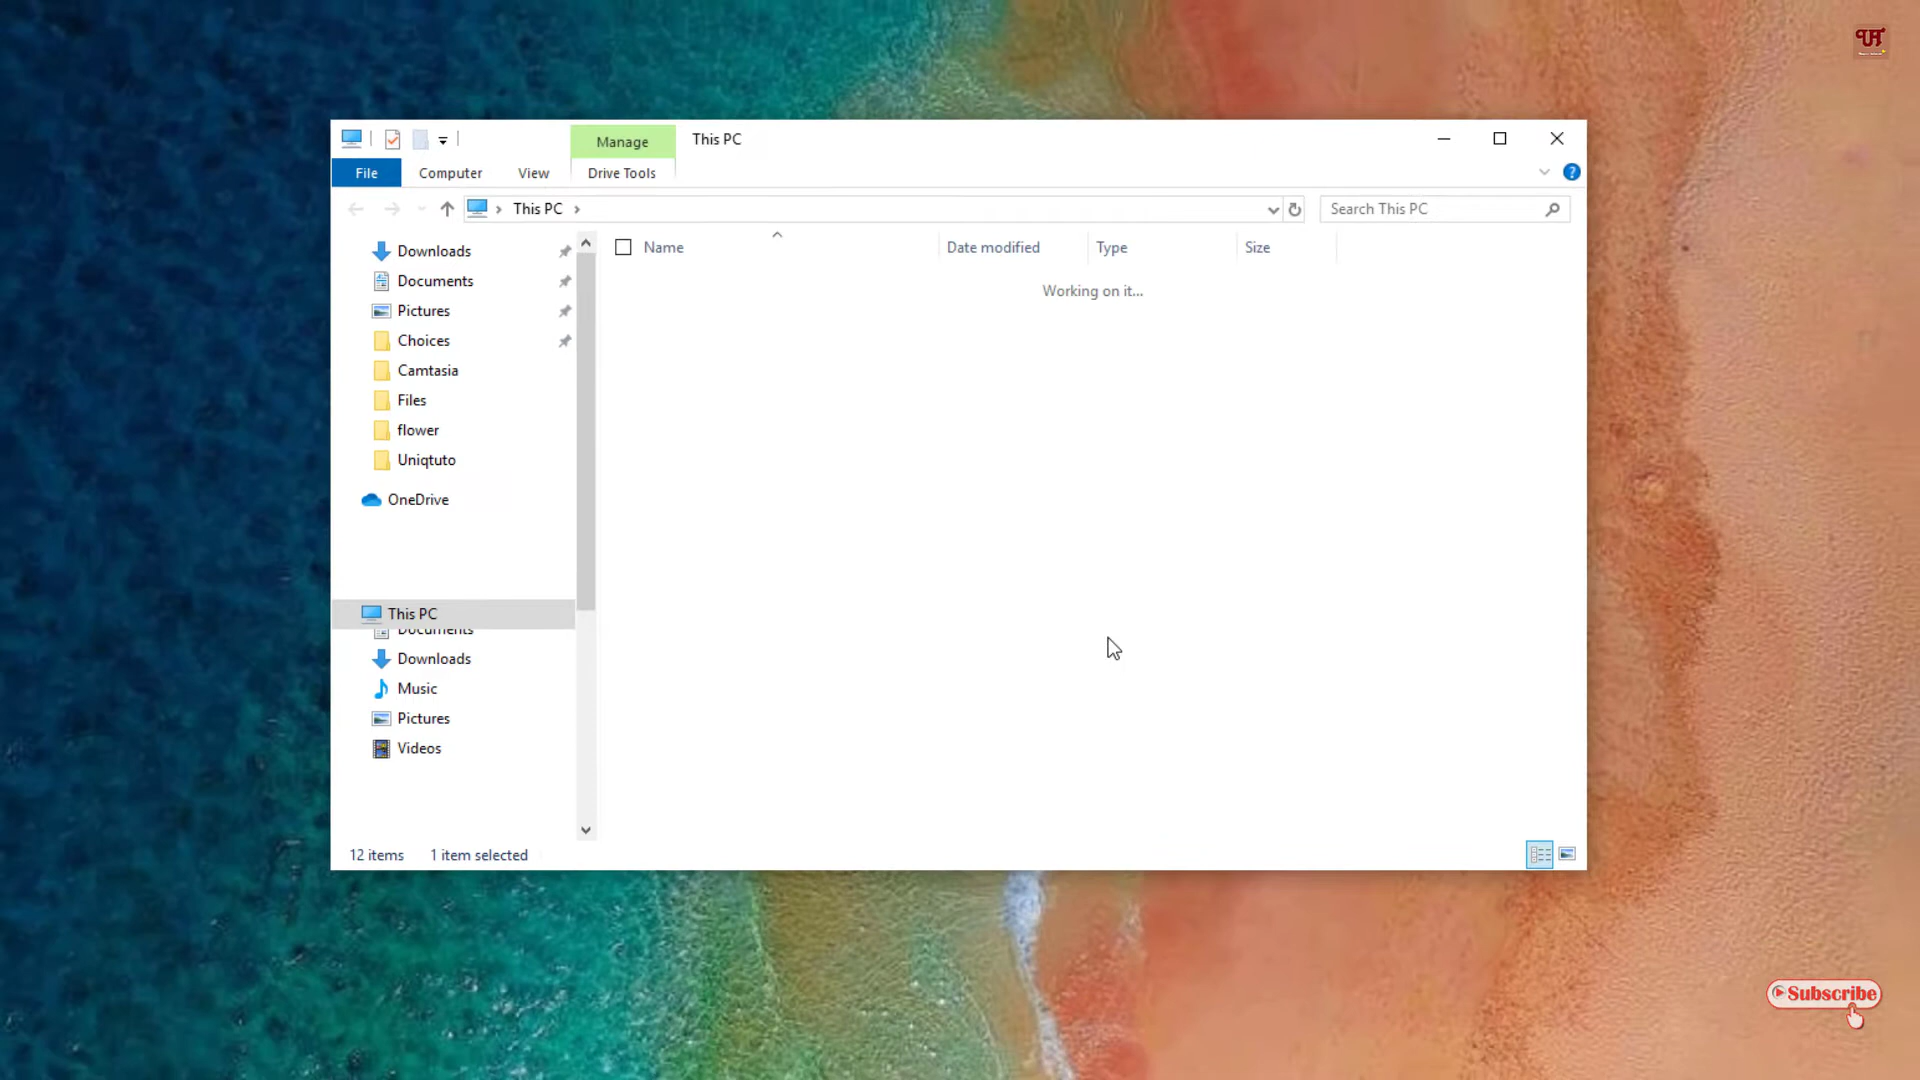 UT
Manage
This PC
File
Computer
View
Drive Tools
?
This PC
Search This PC
Downloads
Documents
Pictures
Choices
Camtasia
Files
flower
Uniqtuto
OneDrive
This PC
Documents
Downloads
Music
Pictures
Videos
Name
Date modified
Type
Size
Working on it...
12 items
1 item selected
Subscribe